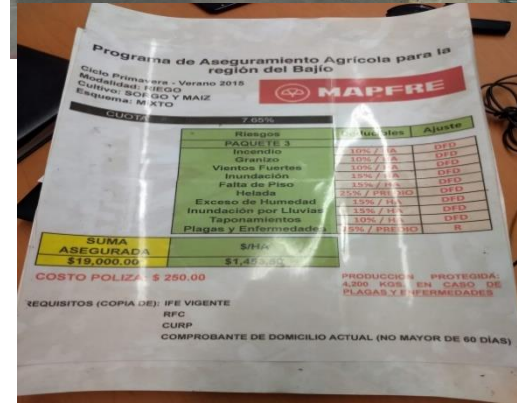 Programa de Aseguramiento Agrícola para la
región del Bajío
Ciclo Primavera - Verano 2015
Modalidad: RIEGO
Cultivo: SORGO Y MAIZ
Esquema: MIXTO
MAPFRE
CUOTA 7.65%
Riesgos Deducibles Ajuste
PAQUETE 3
Incendio 10% / HA DFD
Granizo 10% / HA DFD
Vientos Fuertes 10% / HA DFD
Inundación 15% / HA DFD
Falta de Piso 15% / HA DFD
Helada 25% / PREDIO DFD
Exceso de Humedad 15% / HA DFD
Inundación por Lluvias 15% / HA DFD
Taponamientos 10% / HA DFD
Plagas y Enfermedades 25% / PREDIO R
SUMA ASEGURADA $/HA
$19,000.00
COSTO POLIZA: $ 250.00
PRODUCCION PROTEGIDA:
4,200 KGS. EN CASO DE
PLAGAS Y ENFERMEDADES
REQUISITOS (COPIA DE): IFE VIGENTE
RFC
CURP
COMPROBANTE DE DOMICILIO ACTUAL (NO MAYOR DE 60 DÍAS)